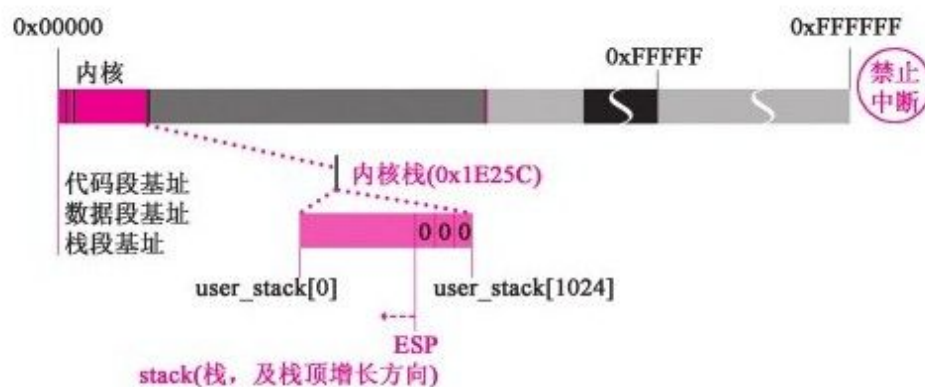 0x00000
0xFFFFFF
0xFFFFF
内核
禁止
中断
内核栈(0x1E25C)
代码段基址
数据段基址
栈段基址
0 0 0
user_stack[0]
user_stack[1024]
ESP
stack(栈，及栈顶增长方向)